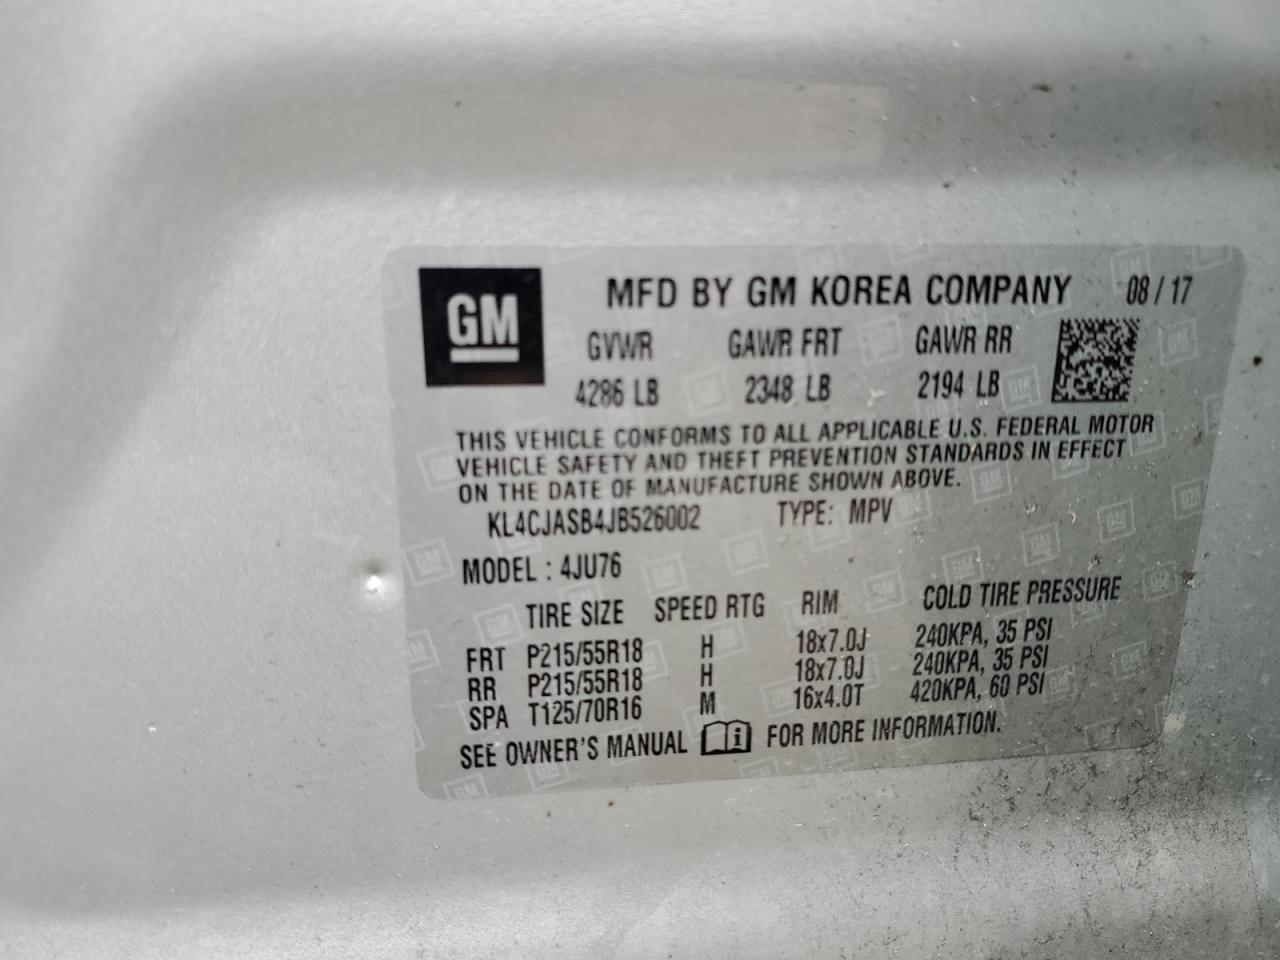 GM
MFD BY GM KOREA COMPANY 08/17
GVWR GAWR FRT GAWR RR
4286 LB 2348 LB 2194 LB
THIS VEHICLE CONFORMS TO ALL APPLICABLE U.S. FEDERAL MOTOR
VEHICLE SAFETY AND THEFT PREVENTION STANDARDS IN EFFECT
ON THE DATE OF MANUFACTURE SHOWN ABOVE.
KL4CJASB4JB526002 TYPE: MPV
MODEL : 4JU76
TIRE SIZE SPEED RTG RIM COLD TIRE PRESSURE
FRT P215/55R18 H 18x7.0J 240KPA, 35 PSI
RR P215/55R18 H 18x7.0J 240KPA, 35 PSI
SPA T125/70R16 M 16x4.0T 420KPA, 60 PSI
SEE OWNER'S MANUAL i FOR MORE INFORMATION.